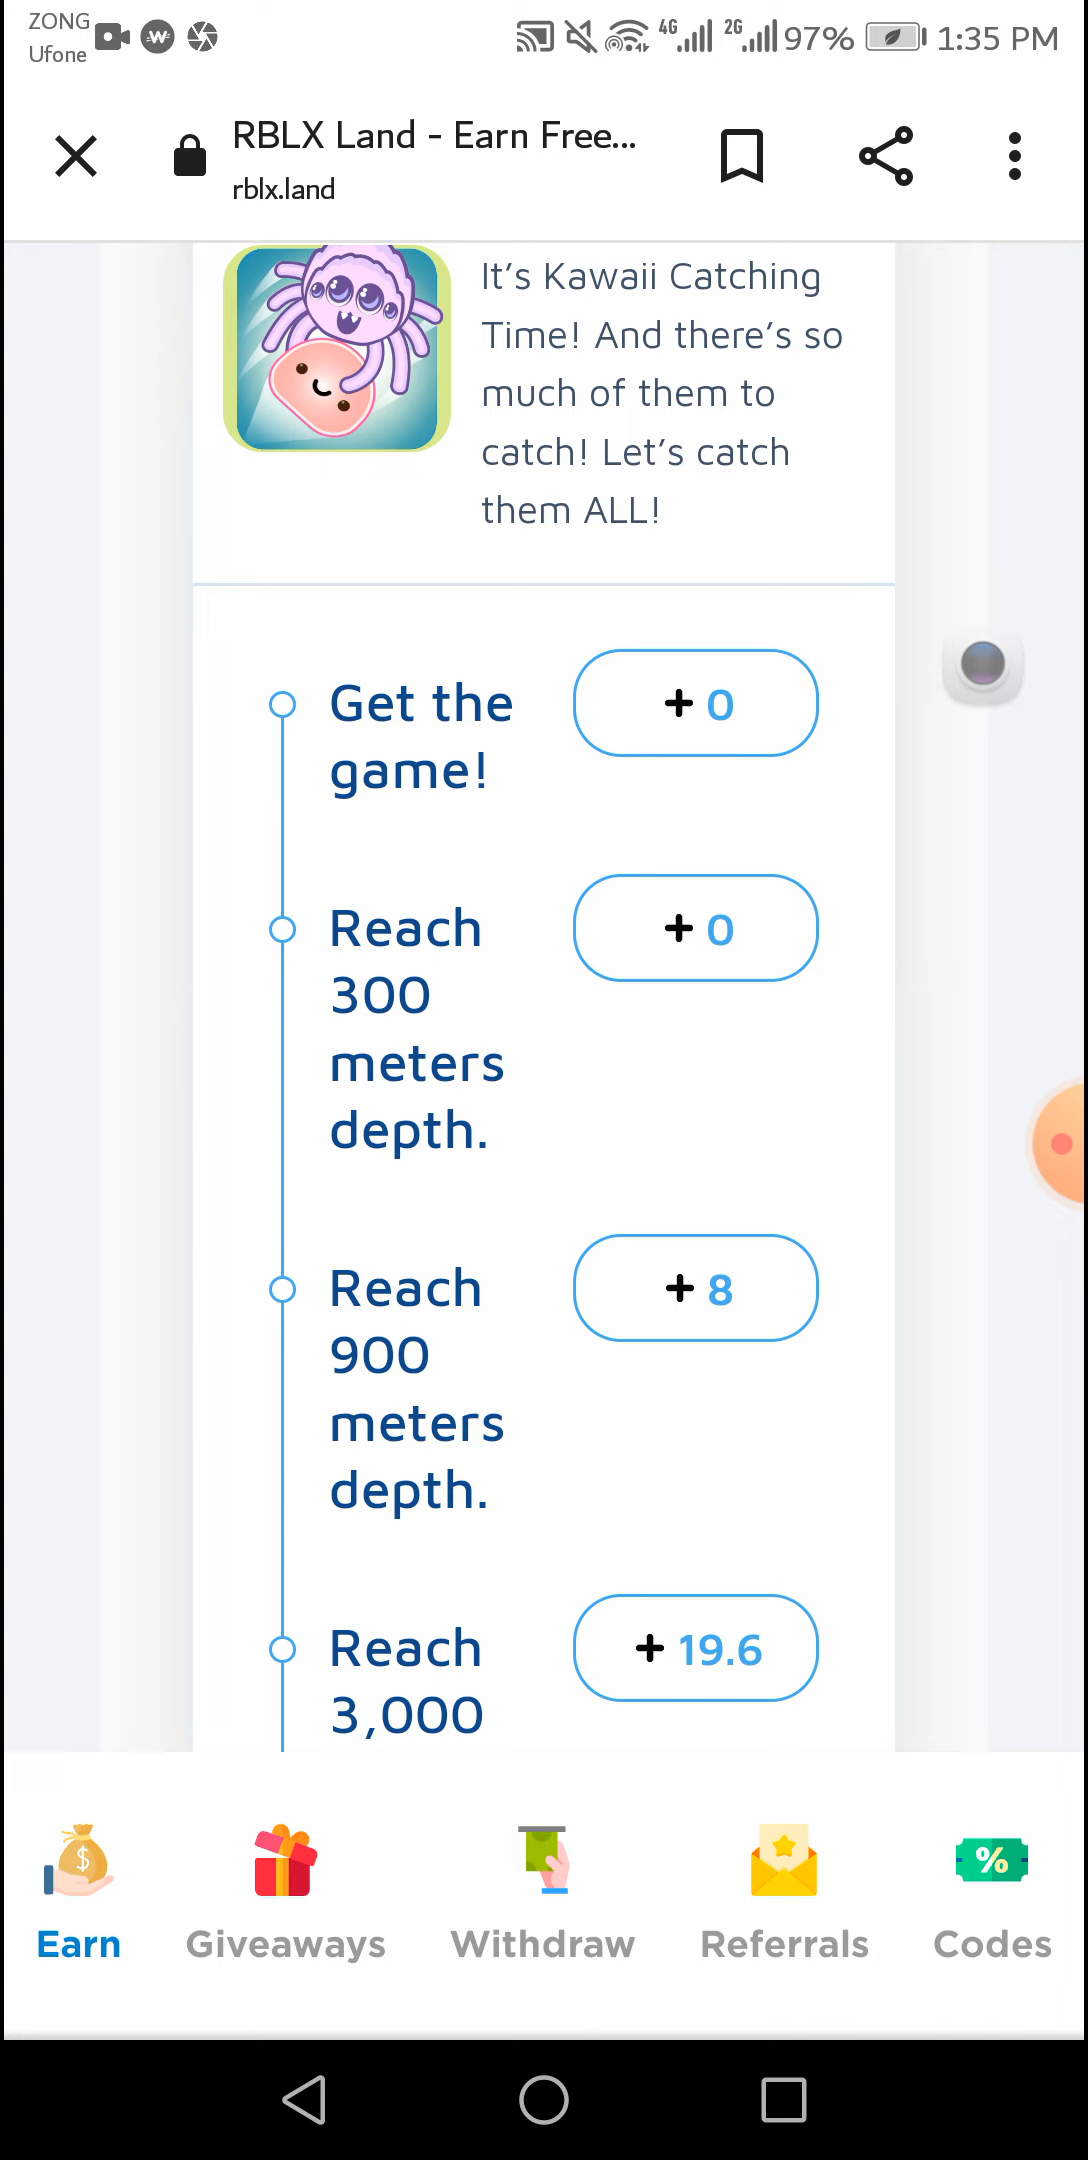 ZONG
Ufone
4G
2G
97%
1:35 PM
RBLX Land - Earn Free...
rblx.land
It’s Kawaii Catching
Time! And there’s so
much of them to
catch! Let’s catch
them ALL!
Get the
game!
+ 0
Reach
300
meters
depth.
+ 0
Reach
900
meters
depth.
+ 8
Reach
3,000
+ 19.6
Earn
Giveaways
Withdraw
Referrals
Codes